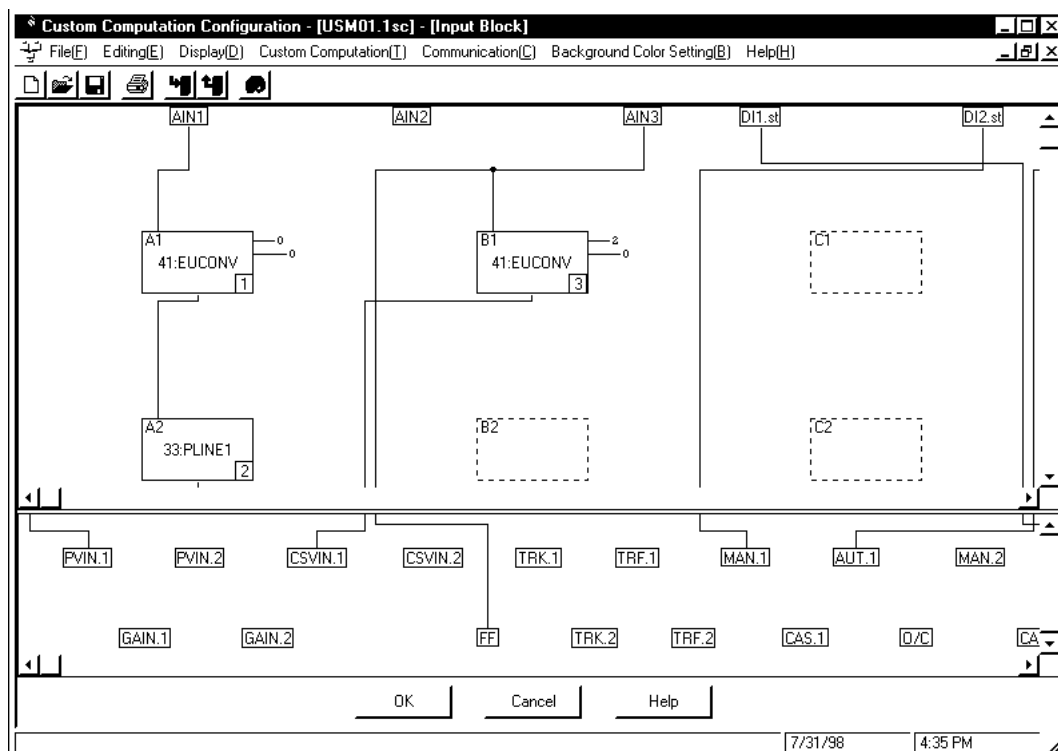 Custom Computation Configuration - [USM01.1sc] - [Input Block]
File(F) Editing(E) Display(D) Custom Computation(T) Communication(C) Background Color Setting(B) Help(H)
AIN1 AIN2 AIN3 DI1.st DI2.st
A1 B1 C1
0 2
0 0
41:EUCONV 41:EUCONV
1 3
A2 B2 C2
33:PLINE1
2
PVIN.1 PVIN.2 CSVIN.1 CSVIN.2 TRK.1 TRF.1 MAN.1 AUT.1 MAN.2
GAIN.1 GAIN.2 FF TRK.2 TRF.2 CAS.1 O/C CA
OK Cancel Help
7/31/98 4:35 PM